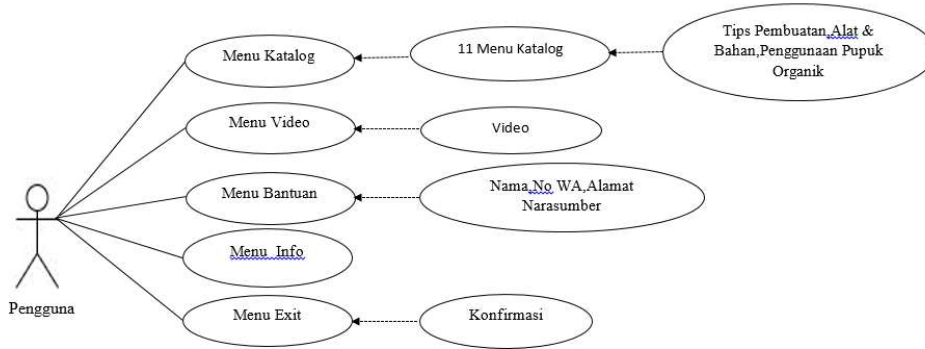 Menu Katalog
11 Menu Katalog
Tips Pembuatan,Alat &
Bahan,Penggunaan Pupuk
Organik
Menu Video
Video
Menu Bantuan
Nama,No WA,Alamat
Narasumber
Menu Info
Menu Exit
Konfirmasi
Pengguna